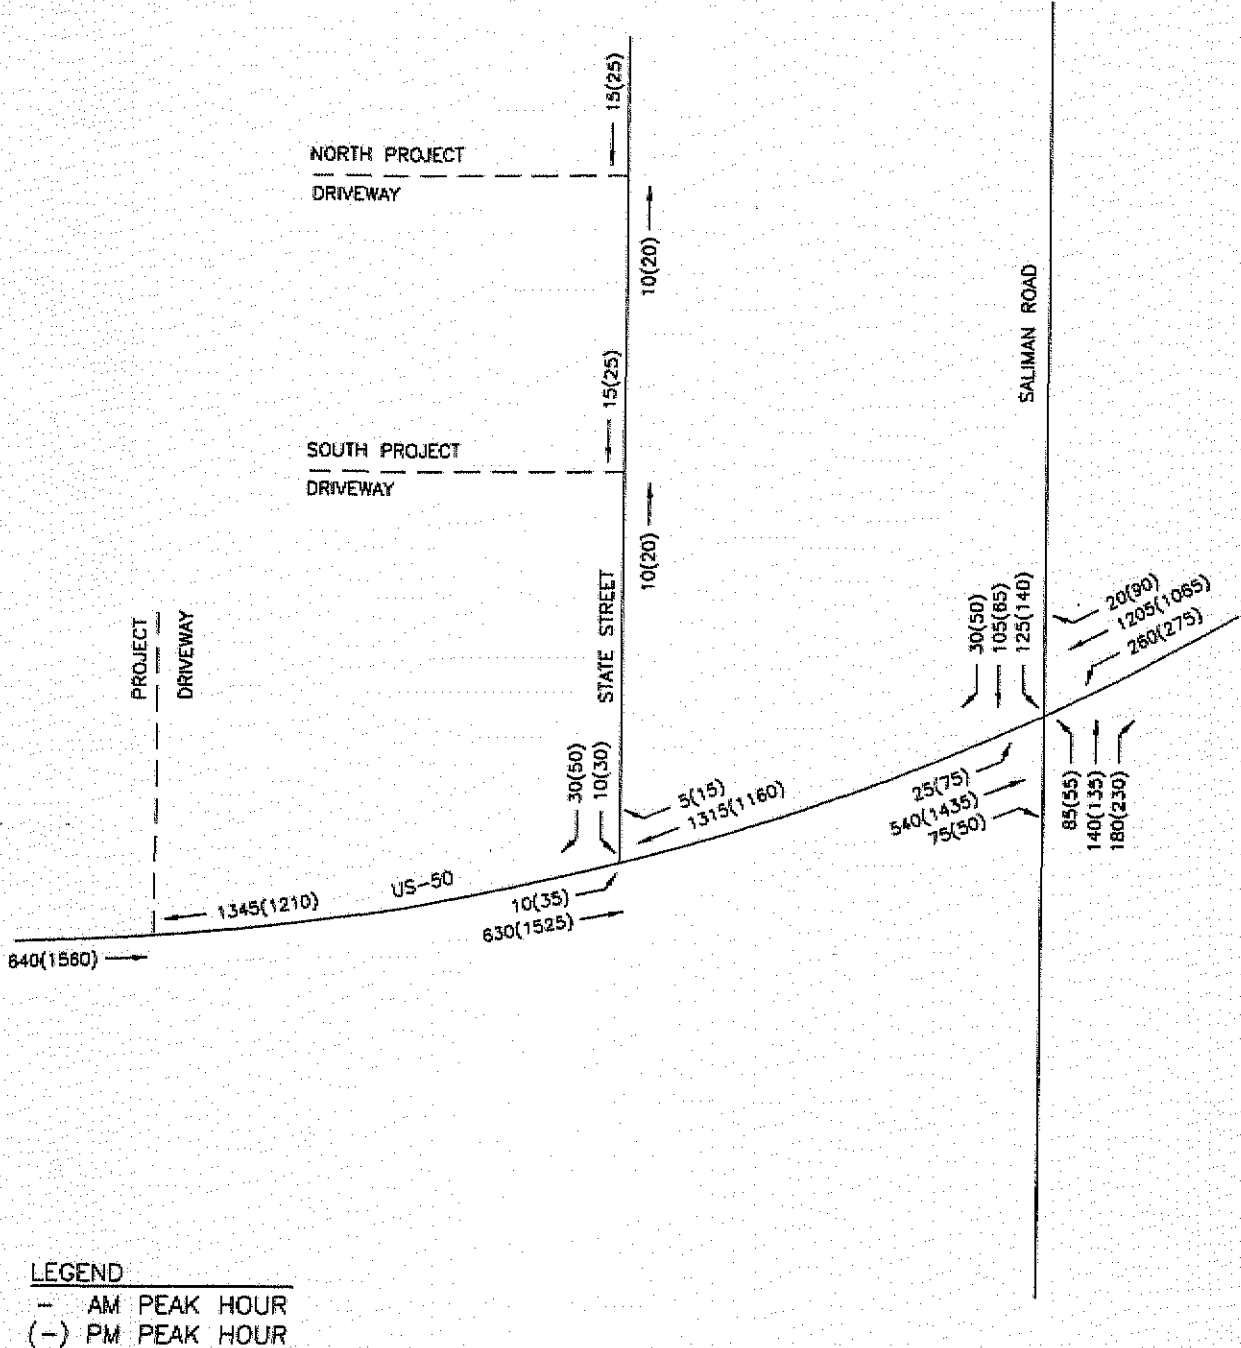 15(25)
NORTH PROJECT
DRIVEWAY
10(20)
SALIMAN ROAD
15(25)
SOUTH PROJECT
DRIVEWAY
10(20)
STATE STREET
PROJECT
DRIVEWAY
30(50)
105(65)
125(140)
20(90)
1205(1065)
260(275)
30(50)
10(30)
5(15)
1315(1160)
25(75)
540(1435)
75(50)
85(55)
140(135)
180(230)
1345(1210)
US-50
10(35)
630(1525)
640(1560)
LEGEND
- AM PEAK HOUR
(-) PM PEAK HOUR